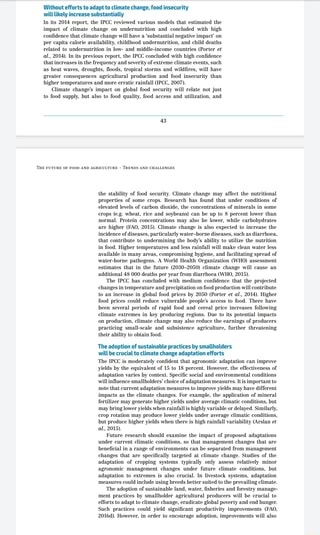 Without efforts to adapt to climate change, food insecurity
will likely increase substantially
In its 2014 report, the IPCC reviewed various models that estimated the
impact of climate change on undernutrition and concluded with high
confidence that climate change will have a 'substantial negative impact' on
per capita calorie availability, childhood undernutrition, and child deaths
related to undernutrition in low- and middle-income countries (Porter et
al., 2014). In its previous report, the IPCC concluded with high confidence
that increases in the frequency and severity of extreme climate events, such
as heat waves, droughts, floods, tropical storms and wildfires, will have
greater consequences agricultural production and food insecurity than
higher temperatures and more erratic rainfall (IPCC, 2007).
Climate change's impact on global food security will relate not just
to food supply, but also to food quality, food access and utilization, and
43
THE FUTURE OF FOOD AND AGRICULTURE – TRENDS AND CHALLENGES
the stability of food security. Climate change may affect the nutritional
properties of some crops. Research has found that under conditions of
elevated levels of carbon dioxide, the concentrations of minerals in some
crops (e.g. wheat, rice and soybeans) can be up to 8 percent lower than
normal. Protein concentrations may also be lower, while carbohydrates
are higher (FAO, 2015). Climate change is also expected to increase the
incidence of diseases, particularly water-borne diseases, such as diarrhoea,
that contribute to undermining the body's ability to utilize the nutrition
in food. Higher temperatures and less rainfall will make clean water less
available in many areas, compromising hygiene, and facilitating spread of
water-borne pathogens. A World Health Organization (WHO) assessment
estimates that in the future (2030–2050) climate change will cause an
additional 48 000 deaths per year from diarrhoea (WHO, 2015).
The IPCC has concluded with medium confidence that the projected
changes in temperature and precipitation on food production will contribute
to an increase in global food prices by 2050 (Porter et al., 2014). Higher
food prices could reduce vulnerable people's access to food. There have
been several periods of rapid food and cereal price increases following
climate extremes in key producing regions. Due to its potential impacts
on production, climate change may also reduce the earnings of producers
practicing small-scale and subsistence agriculture, further threatening
their ability to obtain food.
The adoption of sustainable practices by smallholders
will be crucial to climate change adaptation efforts
The IPCC is moderately confident that agronomic adaptation can improve
yields by the equivalent of 15 to 18 percent. However, the effectiveness of
adaptation varies by context. Specific social and environmental conditions
will influence smallholders' choice of adaptation measures. It is important to
note that current adaptation measures to improve yields may have different
impacts as the climate changes. For example, the application of mineral
fertilizer may generate higher yields under average climatic conditions, but
may bring lower yields when rainfall is highly variable or delayed. Similarly,
crop rotation may produce lower yields under average climatic conditions,
but produce higher yields when there is high rainfall variability (Arslan et
al., 2015).
Future research should examine the impact of proposed adaptations
under current climatic conditions, so that management changes that are
beneficial in a range of environments can be separated from management
changes that are specifically targeted at climate change. Studies of the
adaptation of cropping systems typically only assess relatively minor
agronomic management changes under future climate conditions, but
adaptation to extremes is also crucial. In livestock systems, adaptation
measures could include using breeds better suited to the prevailing climate.
The adoption of sustainable land, water, fisheries and forestry manage-
ment practices by smallholder agricultural producers will be crucial to
efforts to adapt to climate change, eradicate global poverty and end hunger.
Such practices could yield significant productivity improvements (FAO,
2016d). However, in order to encourage adoption, improvements will also